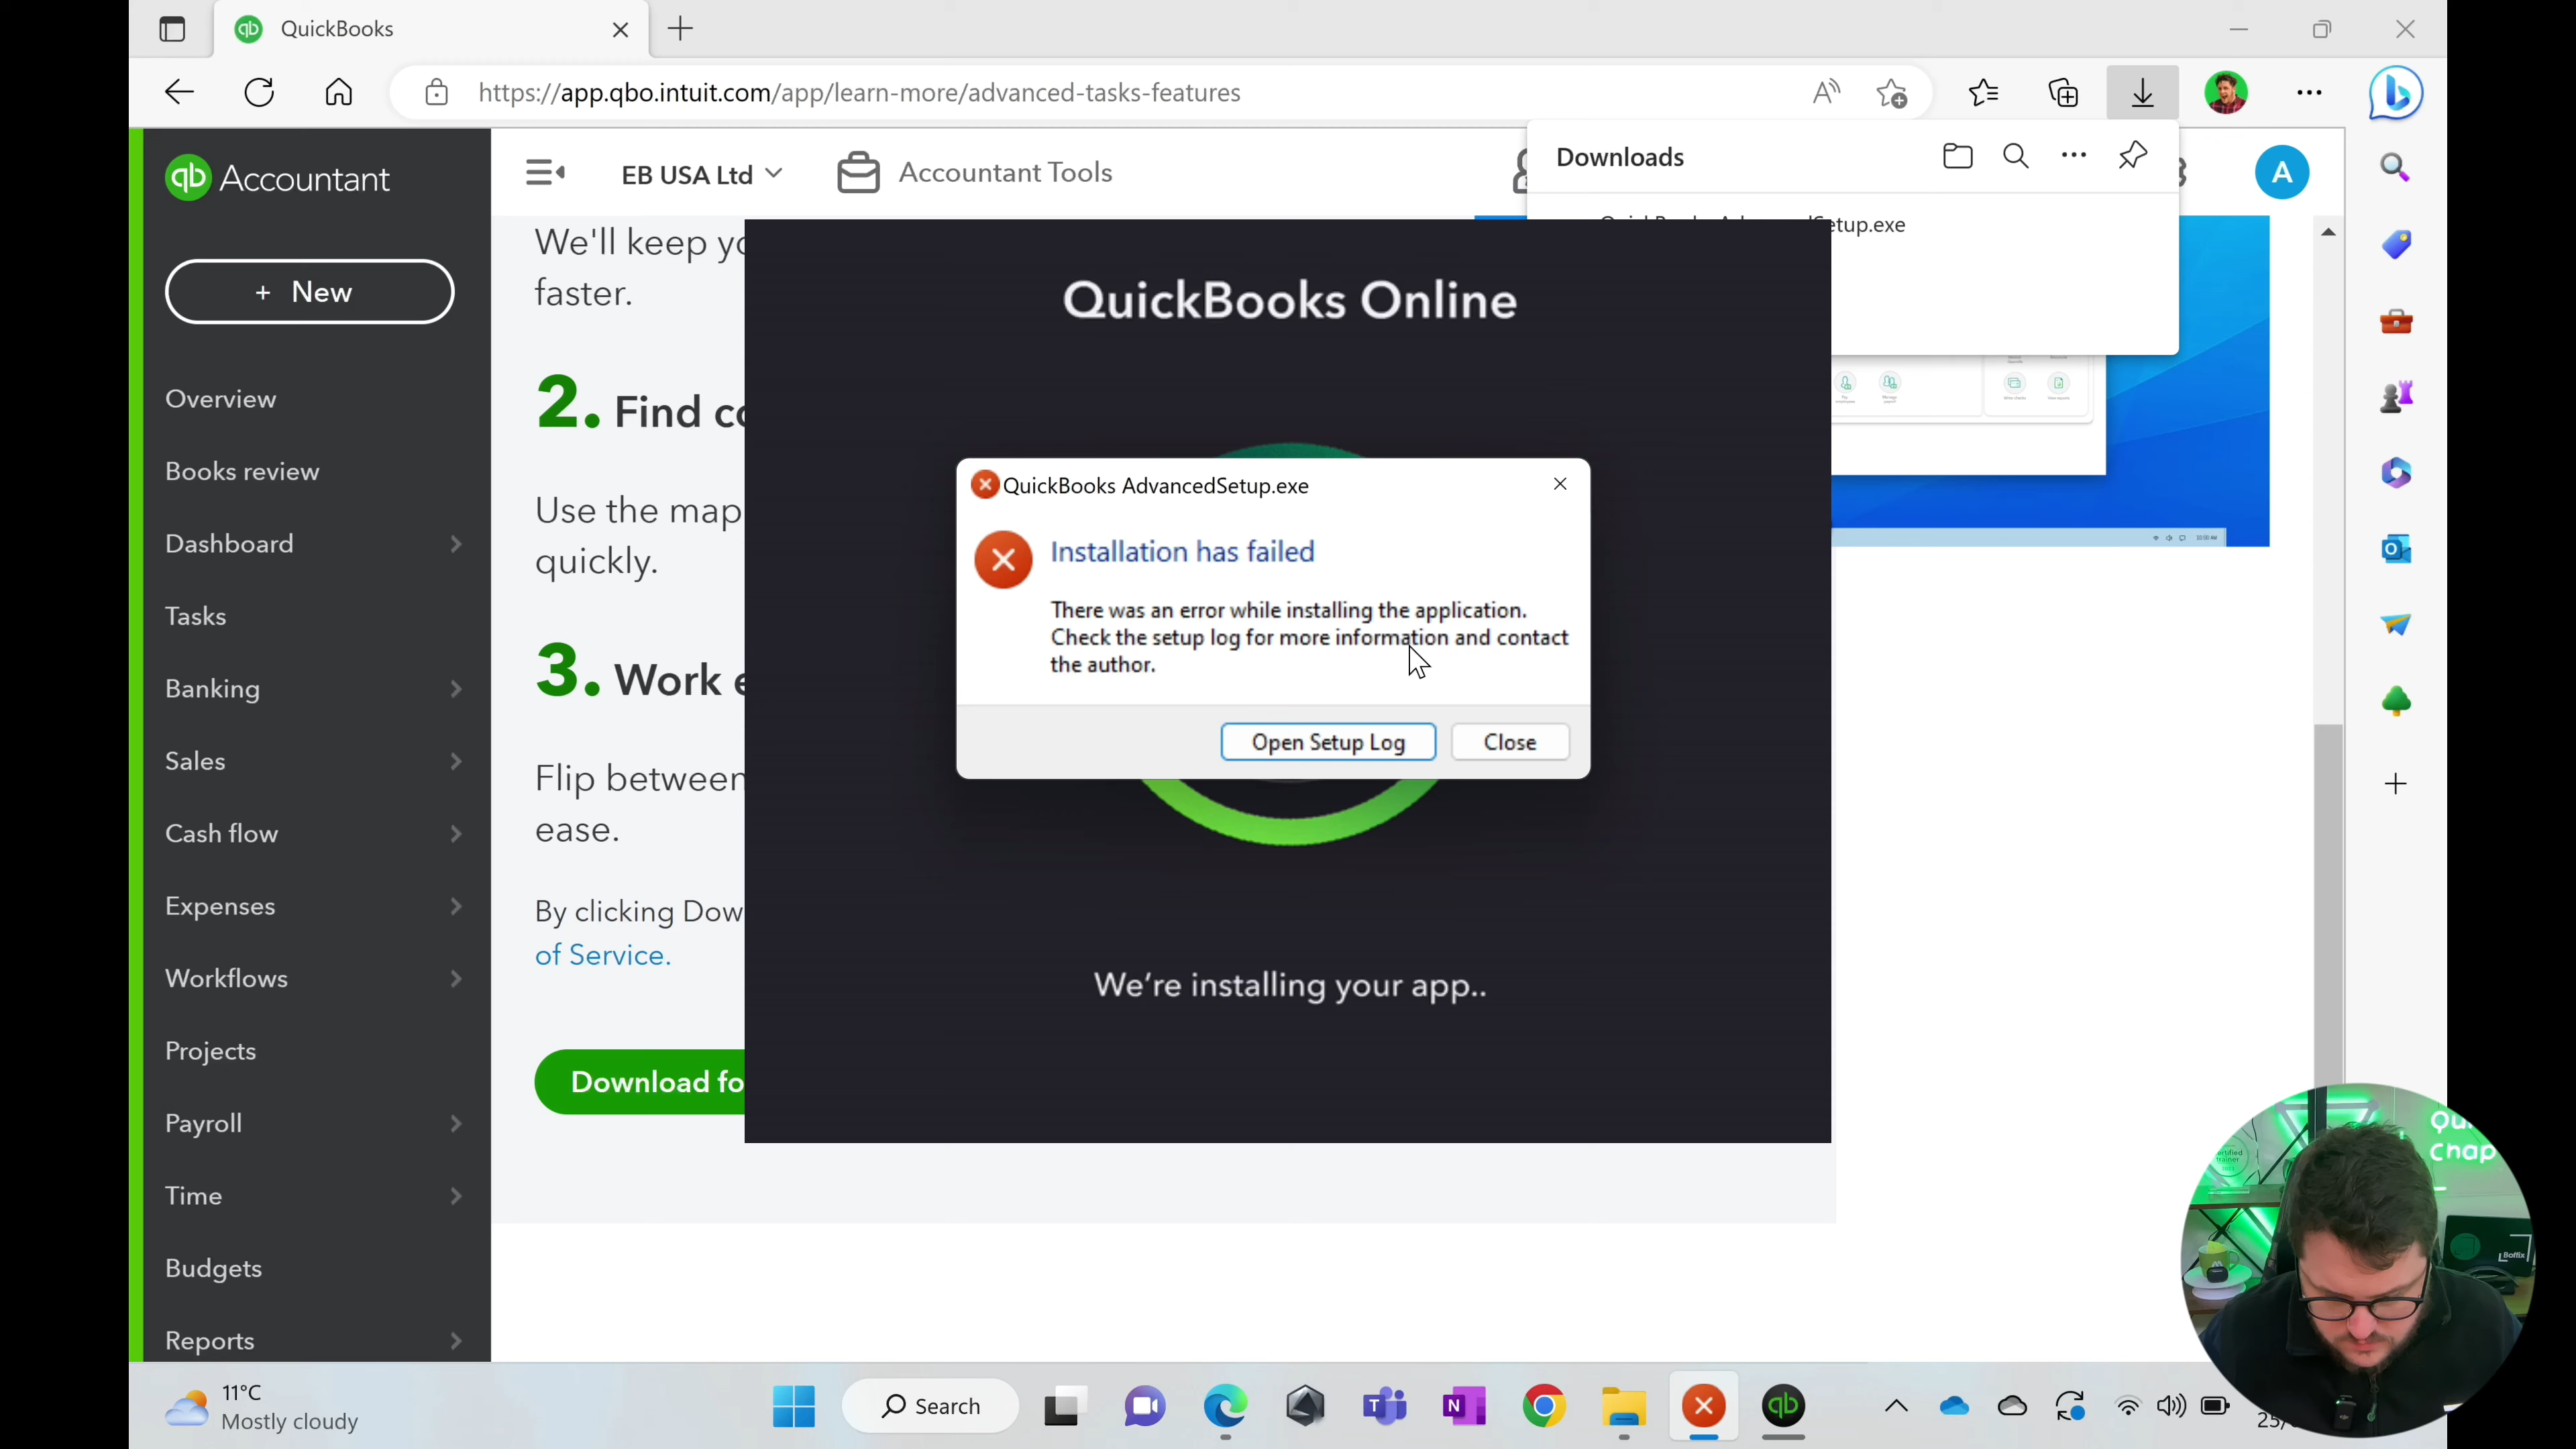 QuickBooks
https://app.qbo.intuit.com/app/learn-more/advanced-tasks-features
qb Accountant
EB USA Ltd
Accountant Tools
A
Downloads
etup.exe
+ New
Overview
Books review
Dashboard
Tasks
Banking
Sales
Cash flow
Expenses
Workflows
Projects
Payroll
Time
Budgets
Reports
We'll keep yo
faster.
2. Find co
Use the map
quickly.
3. Work e
Flip between
ease.
By clicking Dow
of Service.
Download fo
QuickBooks Online
QuickBooks AdvancedSetup.exe
Installation has failed
There was an error while installing the application.
Check the setup log for more information and contact
the author.
Open Setup Log
Close
We're installing your app..
11°C
Mostly cloudy
Search
Boffix